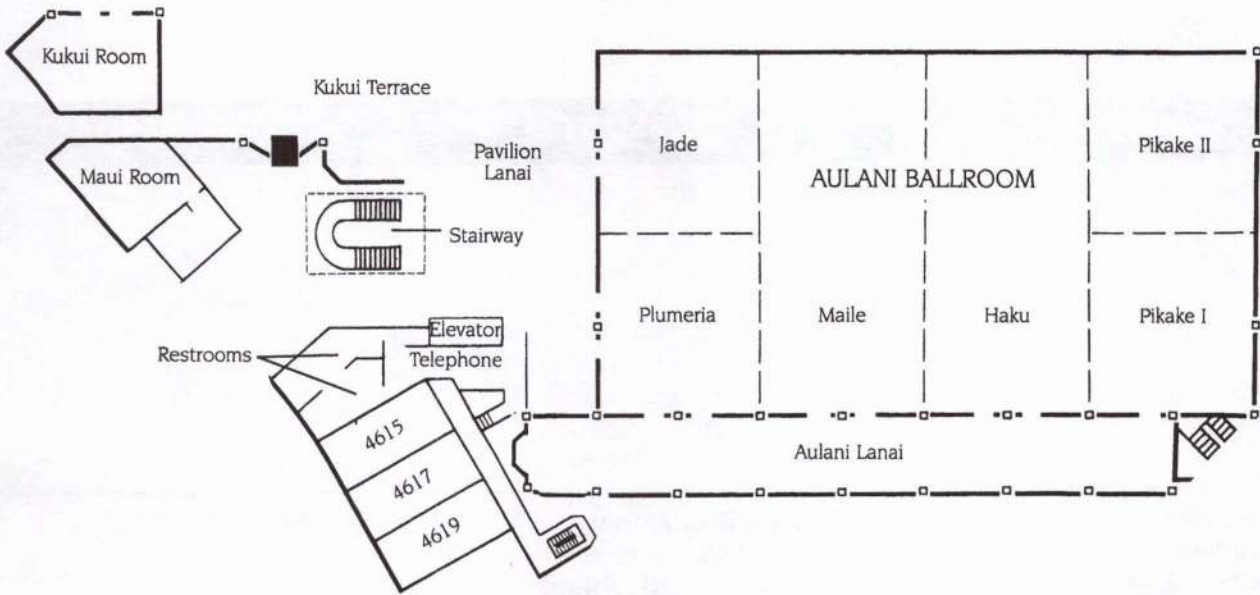 Kukui Room
Kukui Terrace
Maui Room
Pavilion
Lanai
Stairway
Jade
AULANI BALLROOM
Pikake II
Plumeria
Maile
Haku
Pikake I
Elevator
Restrooms
Telephone
4615
4617
4619
Aulani Lanai